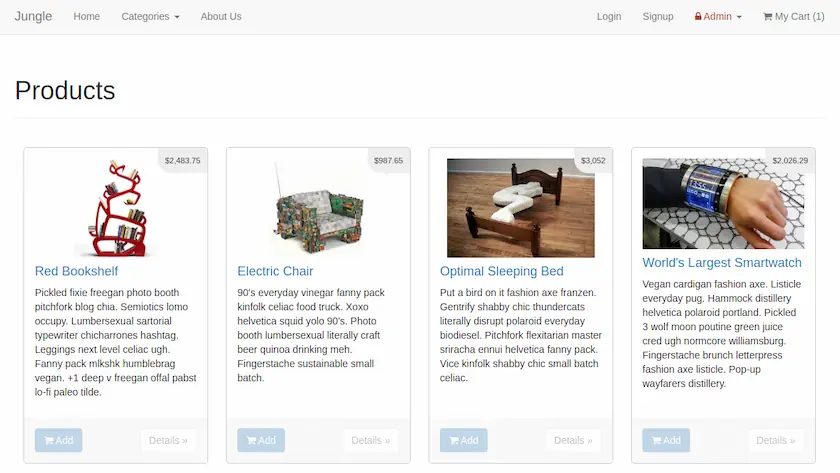 Jungle Home Categories About Us Login Signup Admin My Cart (1)
Products
$2,483.75
Red Bookshelf
Pickled fixie freegan photo booth
pitchfork blog chia. Semiotics lomo
occupy. Lumbersexual sartorial
typewriter chicharrones hashtag.
Leggings next level celiac ugh.
Fanny pack mlkshk humblebrag
vegan. +1 deep v freegan offal pabst
lo-fi paleo tilde.
Add Details »
$987.65
Electric Chair
90's everyday vinegar fanny pack
kinfolk celiac food truck. Xoxo
helvetica squid yolo 90's. Photo
booth lumbersexual literally craft
beer quinoa drinking meh.
Fingerstache sustainable small
batch.
Add Details »
$3,052
Optimal Sleeping Bed
Put a bird on it fashion axe franzen.
Gentrify shabby chic thundercats
literally disrupt polaroid everyday
biodiesel. Pitchfork flexitarian master
sriracha ennui helvetica fanny pack.
Vice kinfolk shabby chic small batch
celiac.
Add Details »
$2,026.29
World's Largest Smartwatch
Vegan cardigan fashion axe. Listicle
everyday pug. Hammock distillery
helvetica polaroid portland. Pickled
3 wolf moon poutine green juice
cred ugh normcore williamsburg.
Fingerstache brunch letterpress
fashion axe listicle. Pop-up
wayfarers distillery.
Add Details »